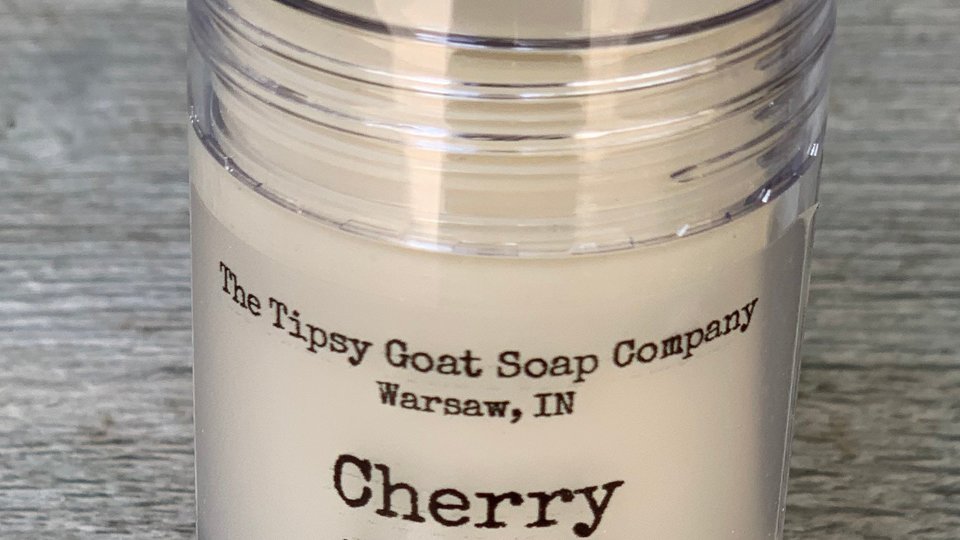 The Tipsy Goat Soap Company
Warsaw, IN
Cherry